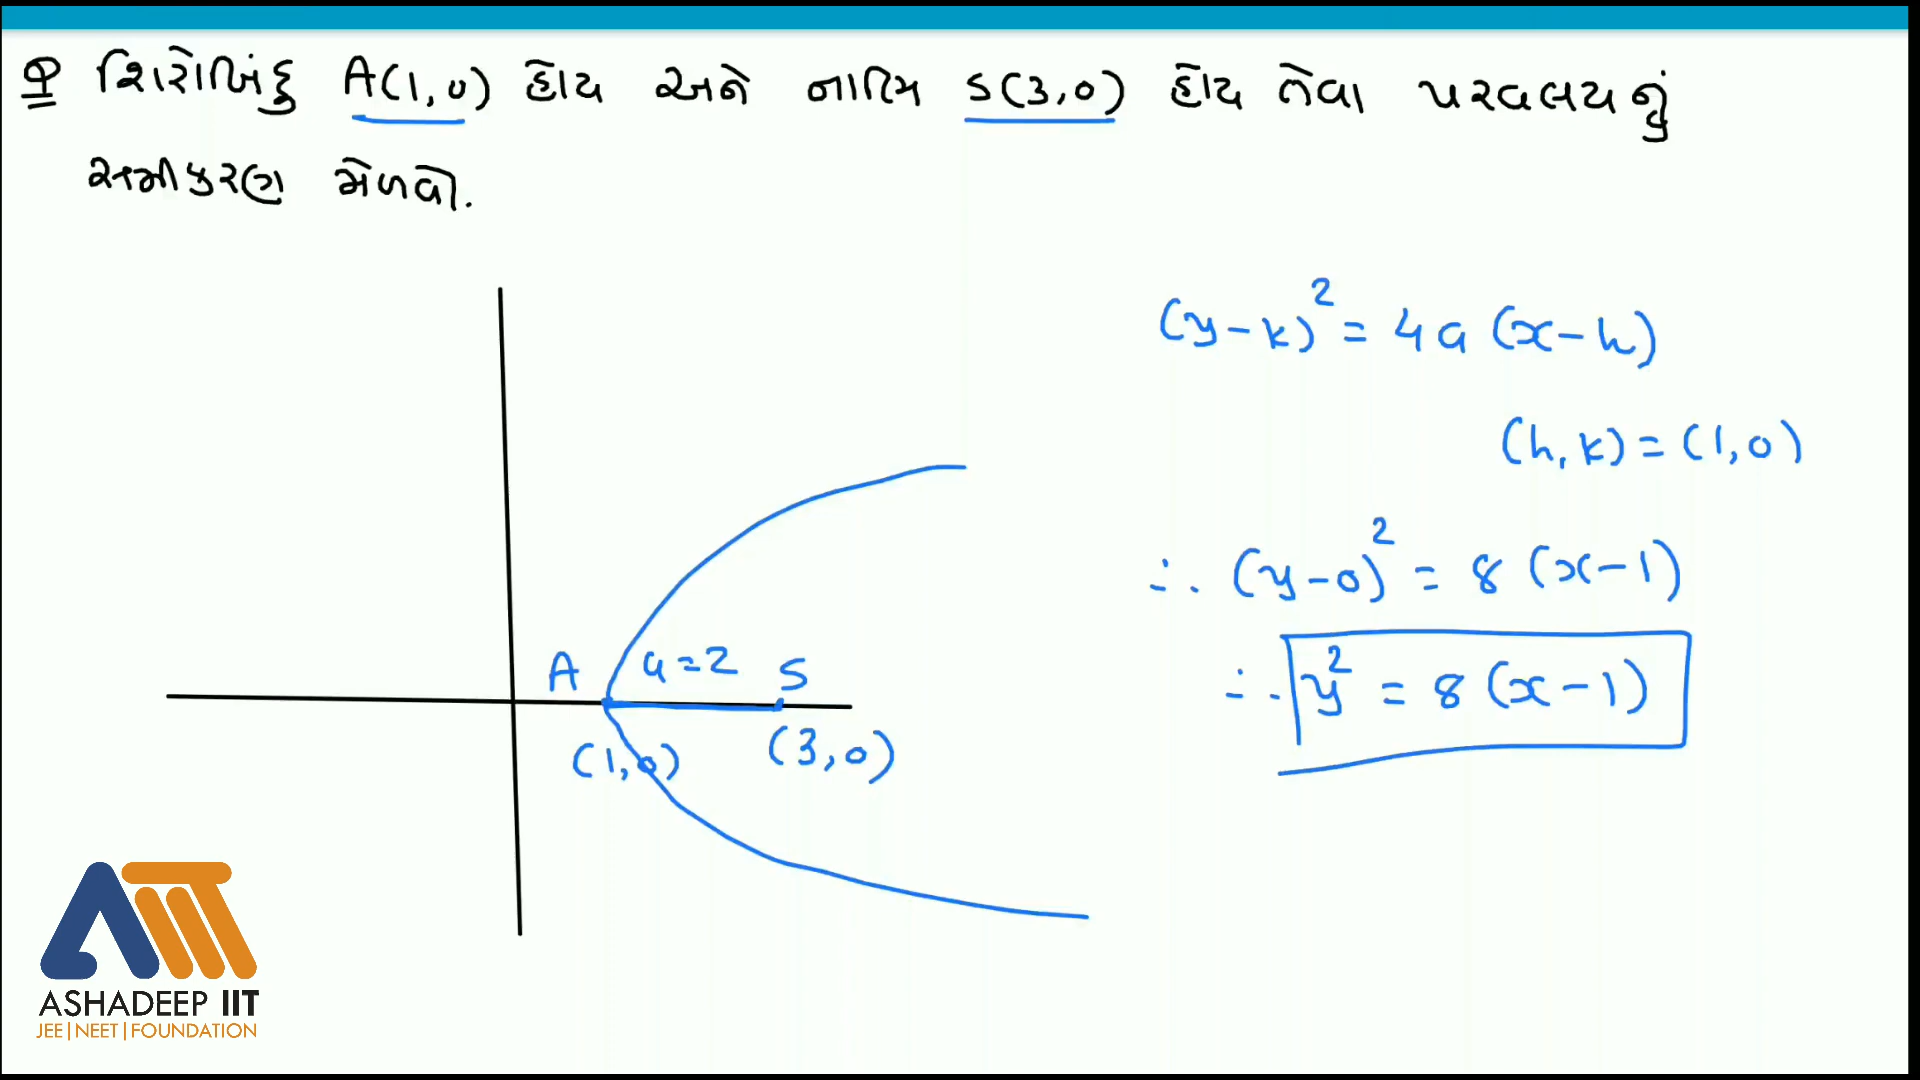 Q શિરોબિંદુ A(1,0) હોય અને નાભિ S(3,0) હોય તેવા પરવલયનું
સમીકરણ મેળવો.
(y-k)² = 4a (x-h)
(h,k) = (1,0)
∴ (y-0)² = 8 (x-1)
∴ y² = 8 (x-1)
A a=2 S
(1,0) (3,0)
ASHADEEP IIT
JEE|NEET|FOUNDATION